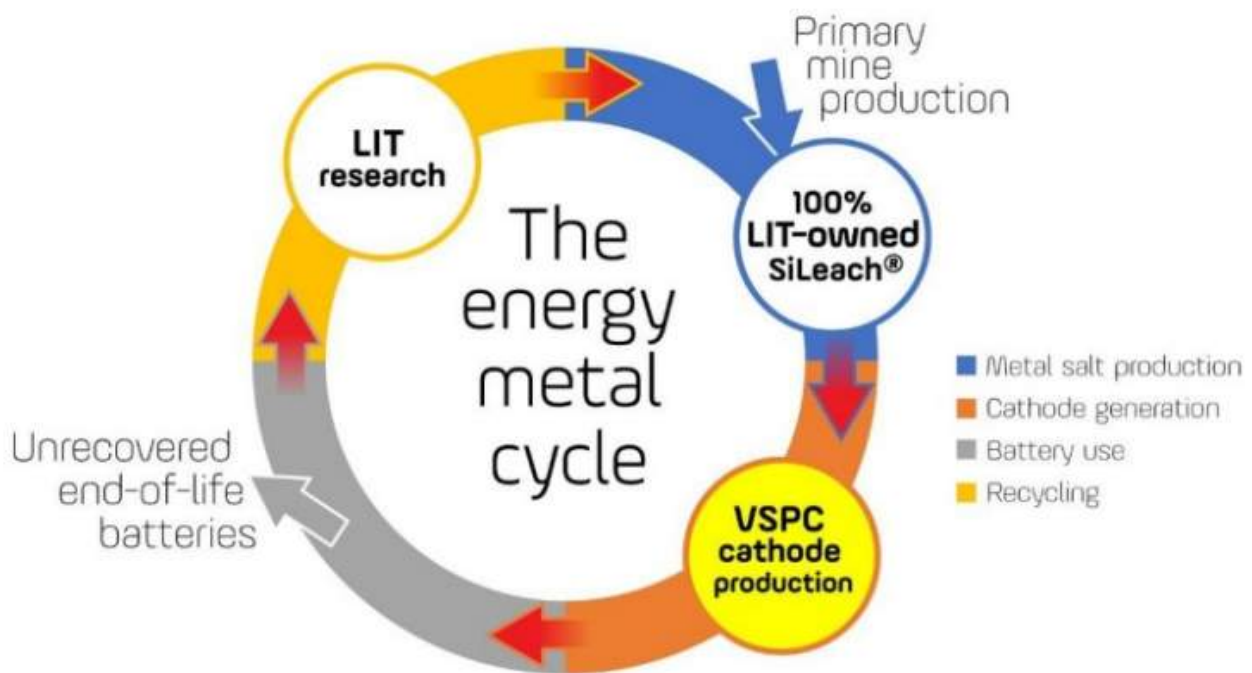 Primary
mine
production
LIT
research
100%
LIT-owned
SiLeach®
The
energy
metal
cycle
Metal salt production
Cathode generation
Battery use
Recycling
Unrecovered
end-of-life
batteries
VSPC
cathode
production